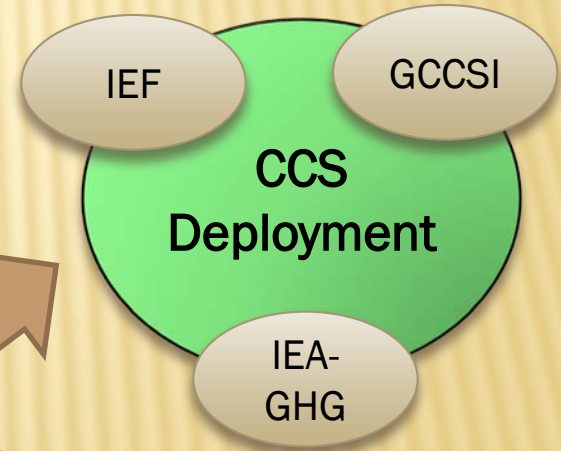 IEF
GCCSI
CCS
Deployment
IEA-
GHG